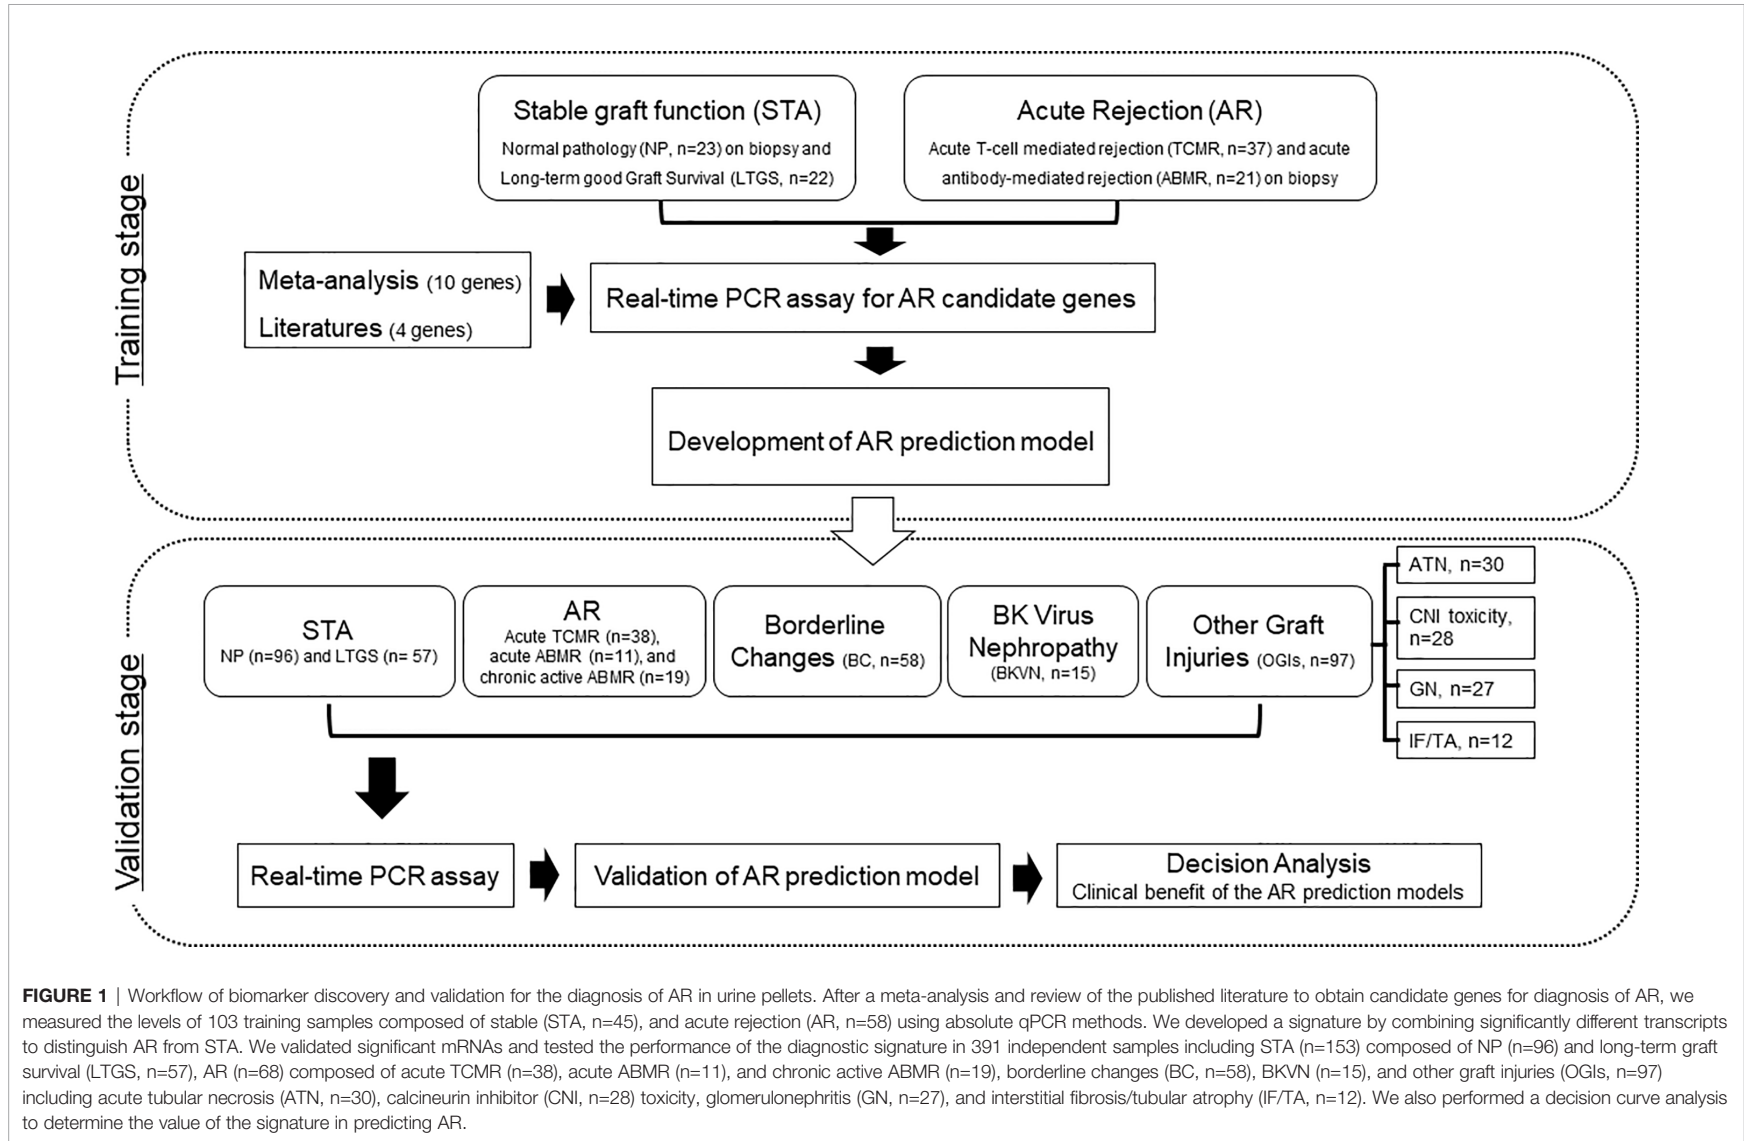 Training stage
Stable graft function (STA)
Normal pathology (NP, n=23) on biopsy and
Long-term good Graft Survival (LTGS, n=22)
Acute Rejection (AR)
Acute T-cell mediated rejection (TCMR, n=37) and acute
antibody-mediated rejection (ABMR, n=21) on biopsy
Meta-analysis (10 genes)
Literatures (4 genes)
Real-time PCR assay for AR candidate genes
Development of AR prediction model
Validation stage
STA
NP (n=96) and LTGS (n= 57)
AR
Acute TCMR (n=38),
acute ABMR (n=11), and
chronic active ABMR (n=19)
Borderline
Changes (BC, n=58)
BK Virus
Nephropathy
(BKVN, n=15)
Other Graft
Injuries (OGIs, n=97)
ATN, n=30
CNI toxicity,
n=28
GN, n=27
IF/TA, n=12
Real-time PCR assay
Validation of AR prediction model
Decision Analysis
Clinical benefit of the AR prediction models
FIGURE 1 | Workflow of biomarker discovery and validation for the diagnosis of AR in urine pellets. After a meta-analysis and review of the published literature to obtain candidate genes for diagnosis of AR, we
measured the levels of 103 training samples composed of stable (STA, n=45), and acute rejection (AR, n=58) using absolute qPCR methods. We developed a signature by combining significantly different transcripts
to distinguish AR from STA. We validated significant mRNAs and tested the performance of the diagnostic signature in 391 independent samples including STA (n=153) composed of NP (n=96) and long-term graft
survival (LTGS, n=57), AR (n=68) composed of acute TCMR (n=38), acute ABMR (n=11), and chronic active ABMR (n=19), borderline changes (BC, n=58), BKVN (n=15), and other graft injuries (OGIs, n=97)
including acute tubular necrosis (ATN, n=30), calcineurin inhibitor (CNI, n=28) toxicity, glomerulonephritis (GN, n=27), and interstitial fibrosis/tubular atrophy (IF/TA, n=12). We also performed a decision curve analysis
to determine the value of the signature in predicting AR.